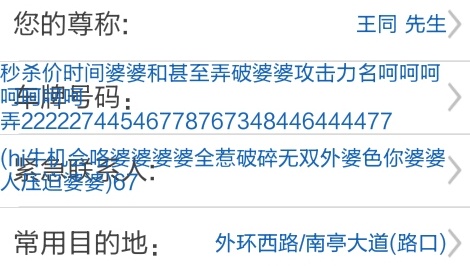 您的尊称: 王同 先生
秒杀价时间婆婆和甚至弄破婆婆攻击力名呵呵呵
呵呵呵呵
车牌号码：
弄22222744546778767348446444477
(hi生机会咯婆婆婆婆全惹破碎无双外婆色你婆婆
紧急联系人:
人压迫婆婆)67
常用目的地： 外环西路/南亭大道(路口)